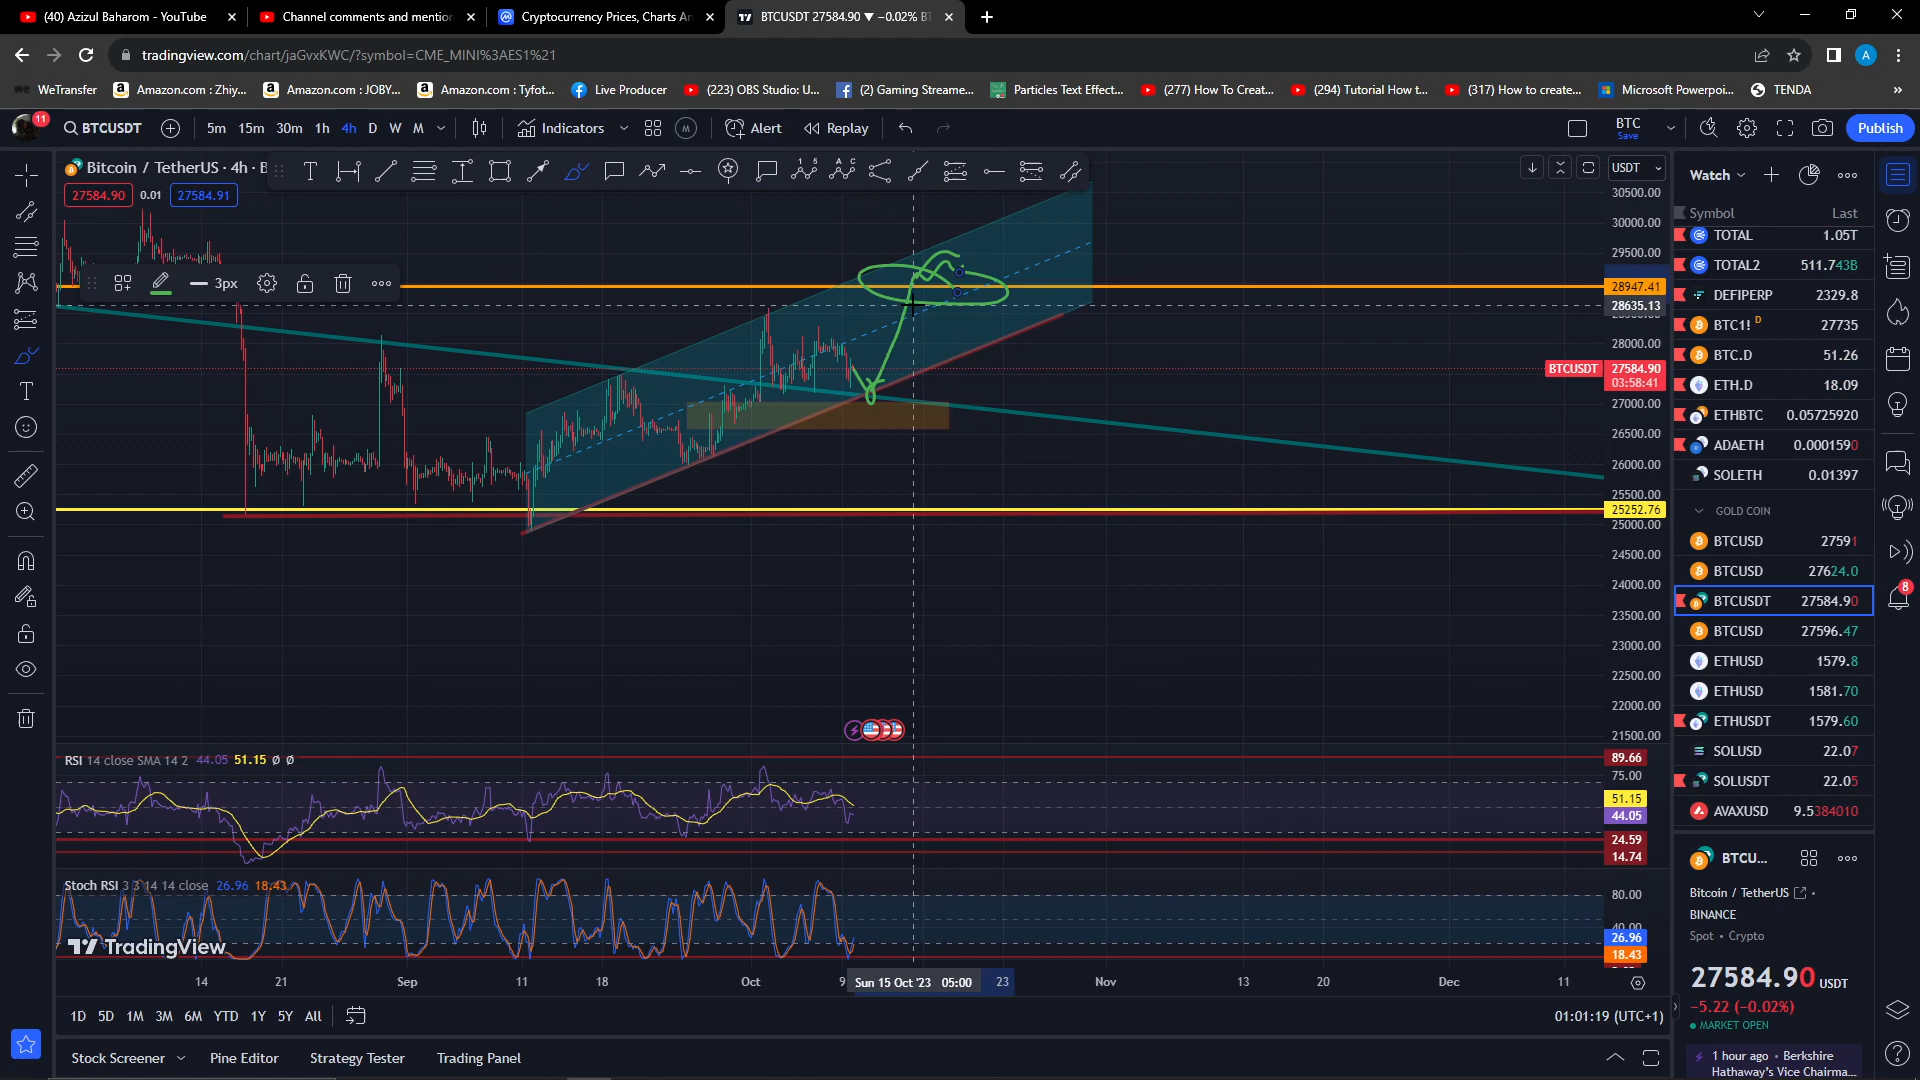 (40) Azizul Baharom - YouTube
Channel comments and mention
Cryptocurrency Prices, Charts An
BTCUSDT 27584.90 ▼ −0.02% B
tradingview.com/chart/jaGvxKWC/?symbol=CME_MINI%3AES1%21
A
WeTransfer
Amazon.com : Zhiy...
Amazon.com : JOBY...
Amazon.com : Tyfot...
Live Producer
(223) OBS Studio: U...
(2) Gaming Streame...
Particles Text Effect...
(277) How To Creat...
(294) Tutorial How t...
(317) How to create...
Microsoft Powerpoi...
TENDA
11
BTCUSDT
5m 15m 30m 1h 4h D W M
Indicators
M
Alert
Replay
BTC
Save
Publish
Bitcoin / TetherUS · 4h · B
27584.90 0.01 27584.91
3px
USDT
30500.00
30000.00
29500.00
28947.41
28635.13
28000.00
BTCUSDT 27584.90
03:58:41
27000.00
26500.00
26000.00
25500.00
25252.76
25000.00
24500.00
24000.00
23500.00
23000.00
22500.00
22000.00
21500.00
RSI 14 close SMA 14 2 44.05 51.15 Ø Ø
89.66
75.00
51.15
44.05
24.59
14.74
Stoch RSI 3 3 14 14 close 26.96 18.43
80.00
40.00
26.96
18.43
TradingView
14 21 Sep 11 18 Oct 9 Sun 15 Oct '23 05:00 23 Nov 13 20 Dec 11
1D 5D 1M 3M 6M YTD 1Y 5Y All
01:01:19 (UTC+1)
Stock Screener
Pine Editor
Strategy Tester
Trading Panel
Watch
Symbol Last
TOTAL 1.05T
TOTAL2 511.743B
DEFIPERP 2329.8
BTC1! D 27735
BTC.D 51.26
ETH.D 18.09
ETHBTC 0.05725920
ADAETH 0.0001590
SOLETH 0.01397
GOLD COIN
BTCUSD 27591
BTCUSD 27624.0
BTCUSDT 27584.90
BTCUSD 27596.47
ETHUSD 1579.8
ETHUSD 1581.70
ETHUSDT 1579.60
SOLUSD 22.07
SOLUSDT 22.05
AVAXUSD 9.5384010
BTCU...
Bitcoin / TetherUS
BINANCE
Spot • Crypto
27584.90 USDT
−5.22 (−0.02%)
MARKET OPEN
1 hour ago • Berkshire
Hathaway's Vice Chairma...
8